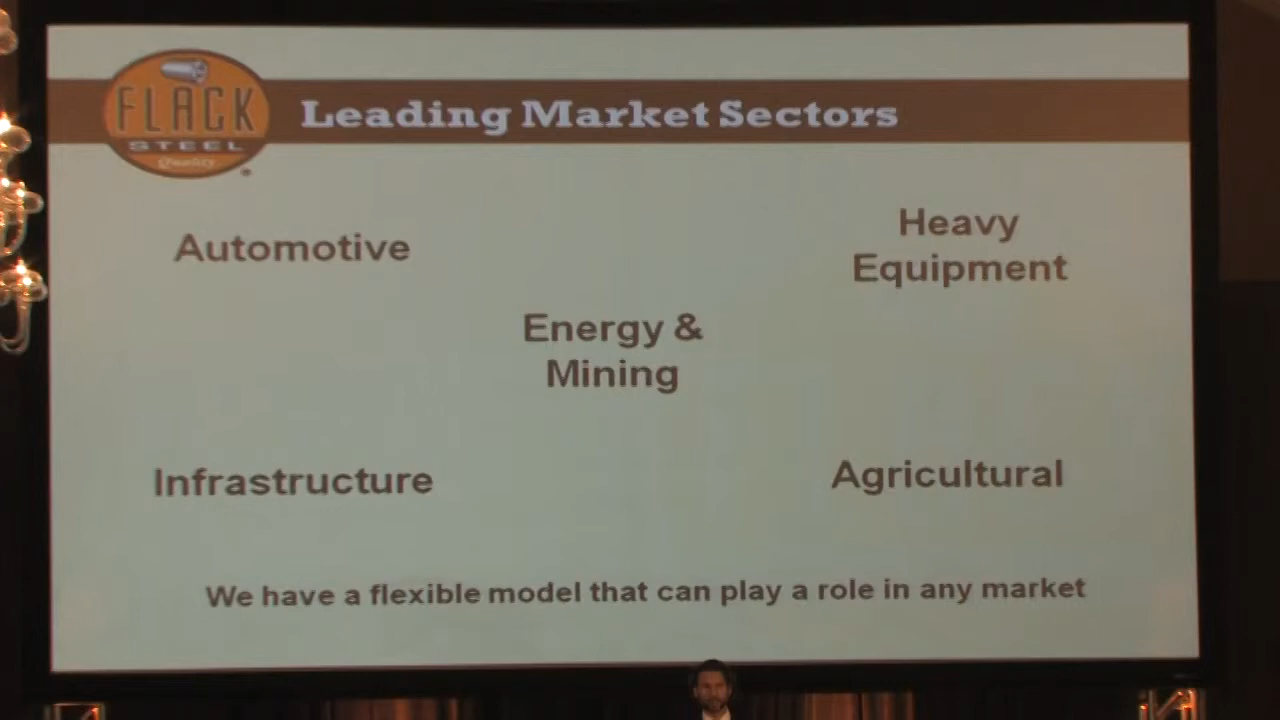 FLACK
STEEL
Quality
®
Leading Market Sectors
Automotive
Heavy
Equipment
Energy &
Mining
Infrastructure
Agricultural
We have a flexible model that can play a role in any market